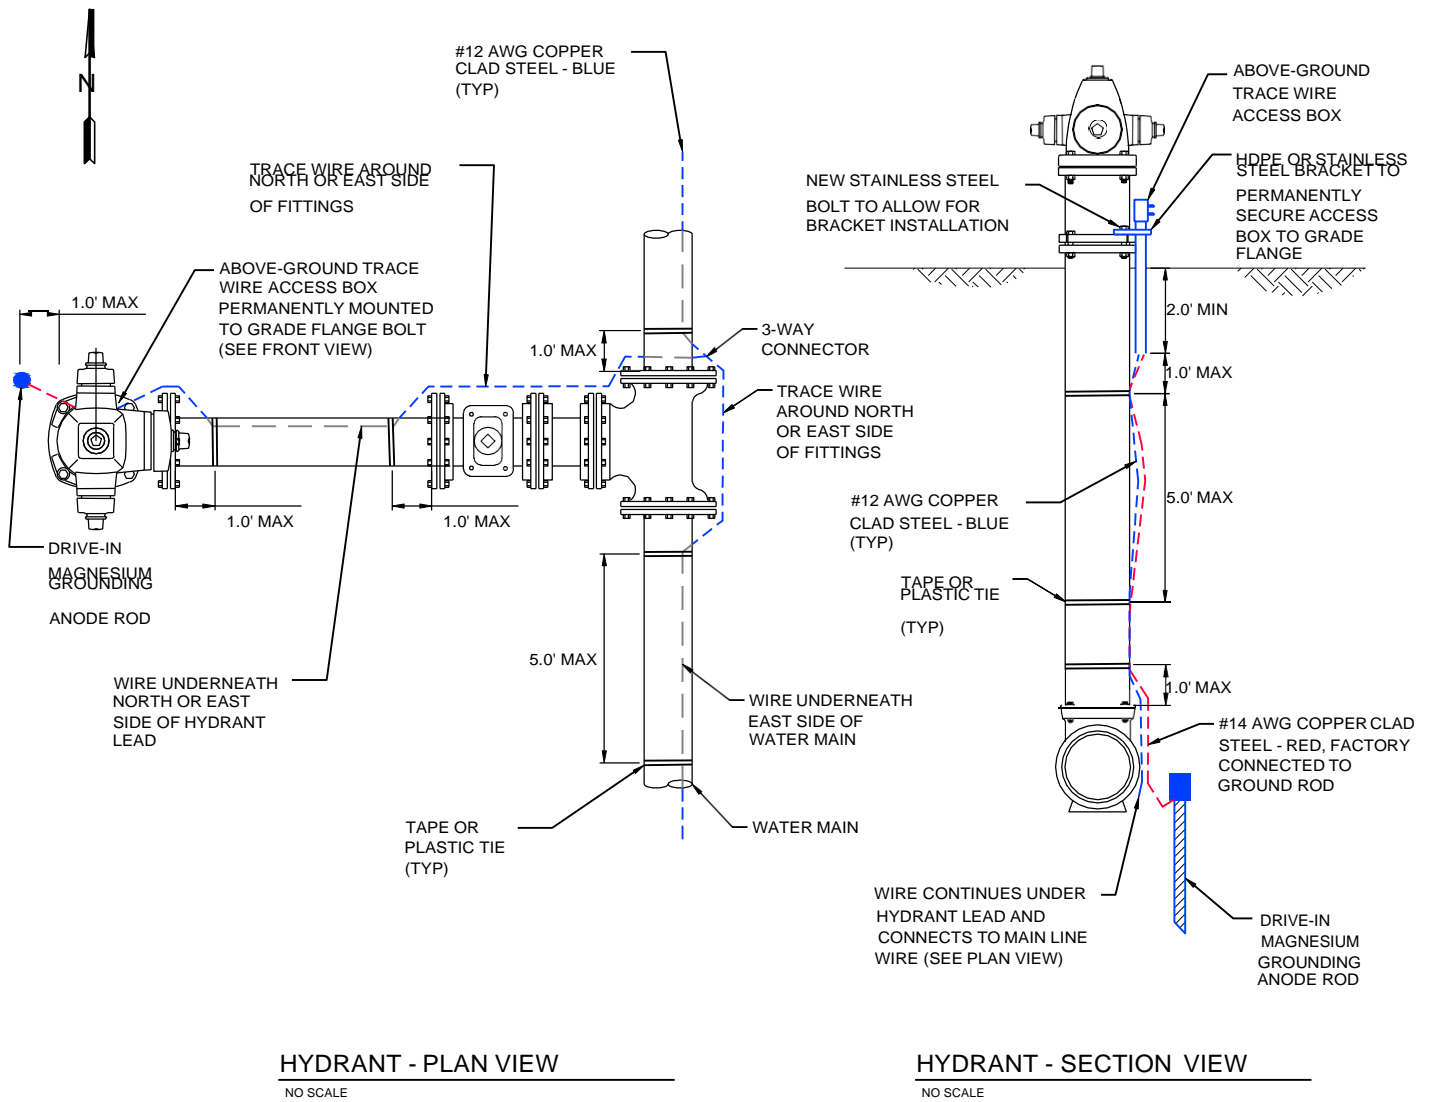 N
#12 AWG COPPER
CLAD STEEL - BLUE
(TYP)
TRACE WIRE AROUND
NORTH OR EAST SIDE
OF FITTINGS
ABOVE-GROUND TRACE
WIRE ACCESS BOX
PERMANENTLY MOUNTED
TO GRADE FLANGE BOLT
(SEE FRONT VIEW)
1.0' MAX
1.0' MAX
3-WAY
CONNECTOR
TRACE WIRE
AROUND NORTH
OR EAST SIDE
OF FITTINGS
1.0' MAX
1.0' MAX
DRIVE-IN
MAGNESIUM
GROUNDING
ANODE ROD
5.0' MAX
WIRE UNDERNEATH
NORTH OR EAST
SIDE OF HYDRANT
LEAD
WIRE UNDERNEATH
EAST SIDE OF
WATER MAIN
TAPE OR
PLASTIC TIE
(TYP)
WATER MAIN
HYDRANT - PLAN VIEW
NO SCALE
ABOVE-GROUND
TRACE WIRE
ACCESS BOX
HDPE OR STAINLESS
STEEL BRACKET TO
PERMANENTLY
SECURE ACCESS
BOX TO GRADE
FLANGE
NEW STAINLESS STEEL
BOLT TO ALLOW FOR
BRACKET INSTALLATION
2.0' MIN
1.0' MAX
#12 AWG COPPER
CLAD STEEL - BLUE
(TYP)
5.0' MAX
TAPE OR
PLASTIC TIE
(TYP)
1.0' MAX
#14 AWG COPPER CLAD
STEEL - RED, FACTORY
CONNECTED TO
GROUND ROD
WIRE CONTINUES UNDER
HYDRANT LEAD AND
CONNECTS TO MAIN LINE
WIRE (SEE PLAN VIEW)
DRIVE-IN
MAGNESIUM
GROUNDING
ANODE ROD
HYDRANT - SECTION VIEW
NO SCALE